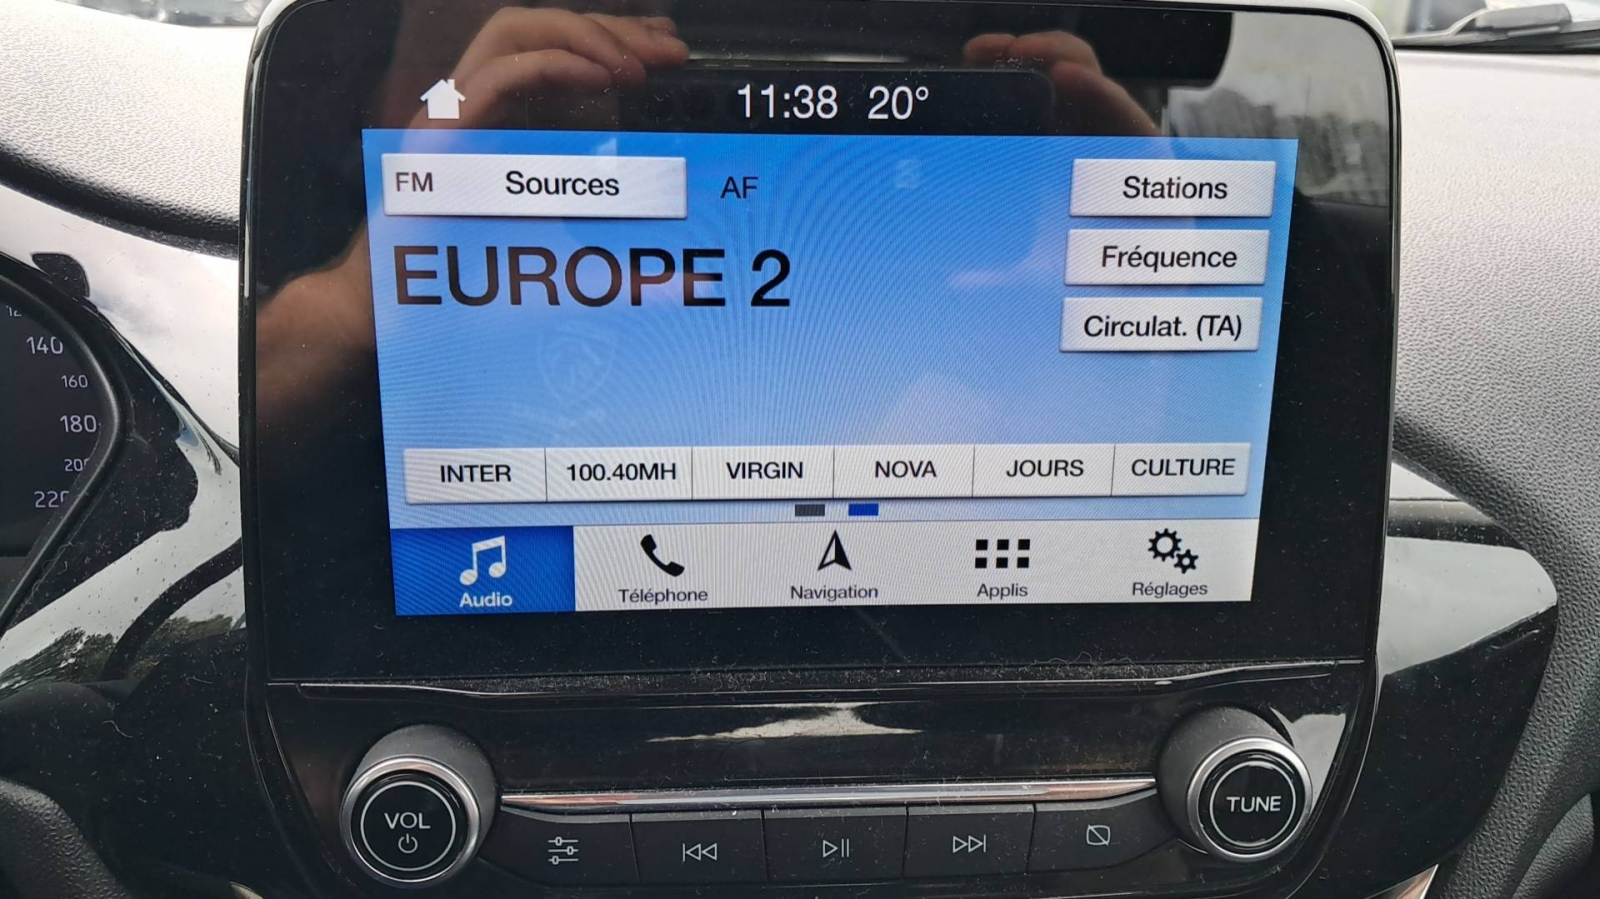 11:38 20°
FM Sources
AF
Stations
EUROPE 2
Fréquence
Circulat. (TA)
INTER 100.40MH VIRGIN NOVA JOURS CULTURE
Audio Téléphone Navigation Applis Réglages
140
160
180
220
VOL
TUNE